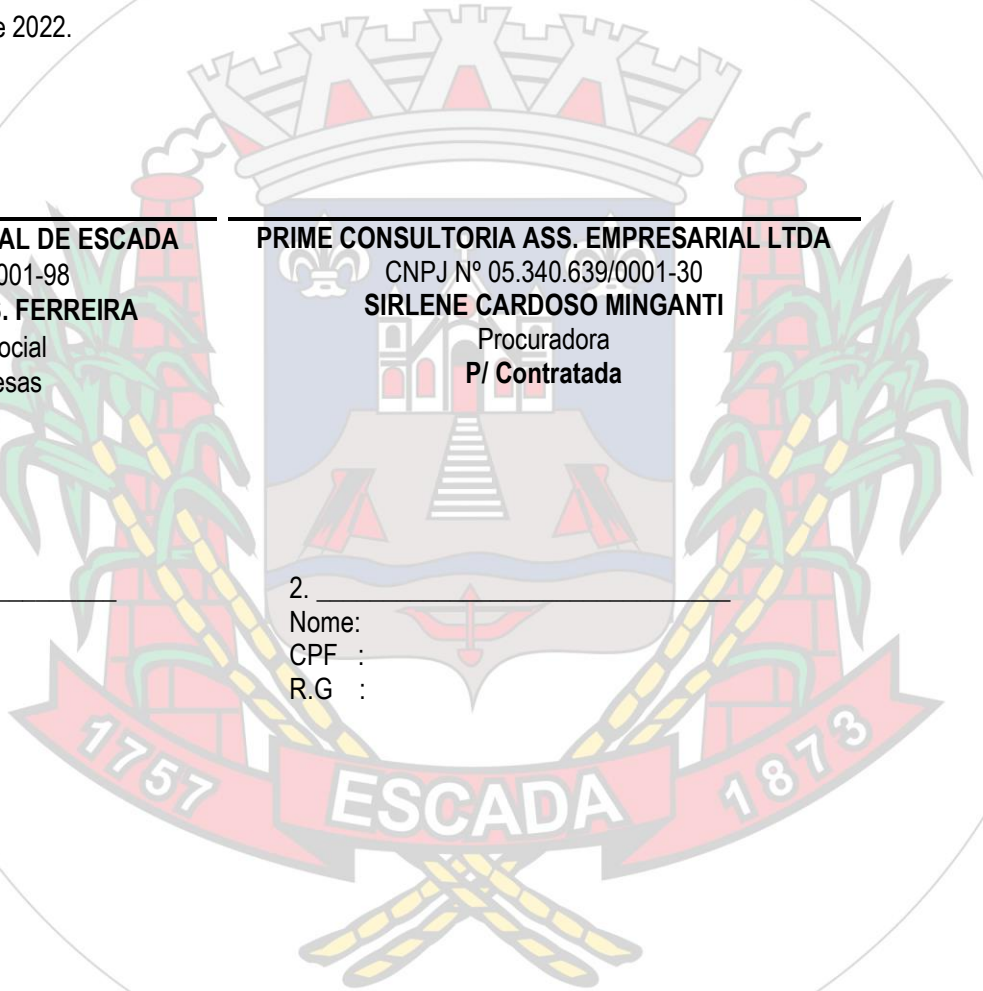 e 2022.
AL DE ESCADA
001-98
S. FERREIRA
ocial
esas
PRIME CONSULTORIA ASS. EMPRESARIAL LTDA
CNPJ Nº 05.340.639/0001-30
SIRLENE CARDOSO MINGANTI
Procuradora
P/ Contratada
2. ______________________________
Nome:
CPF :
R.G :
1757 ESCADA 1873